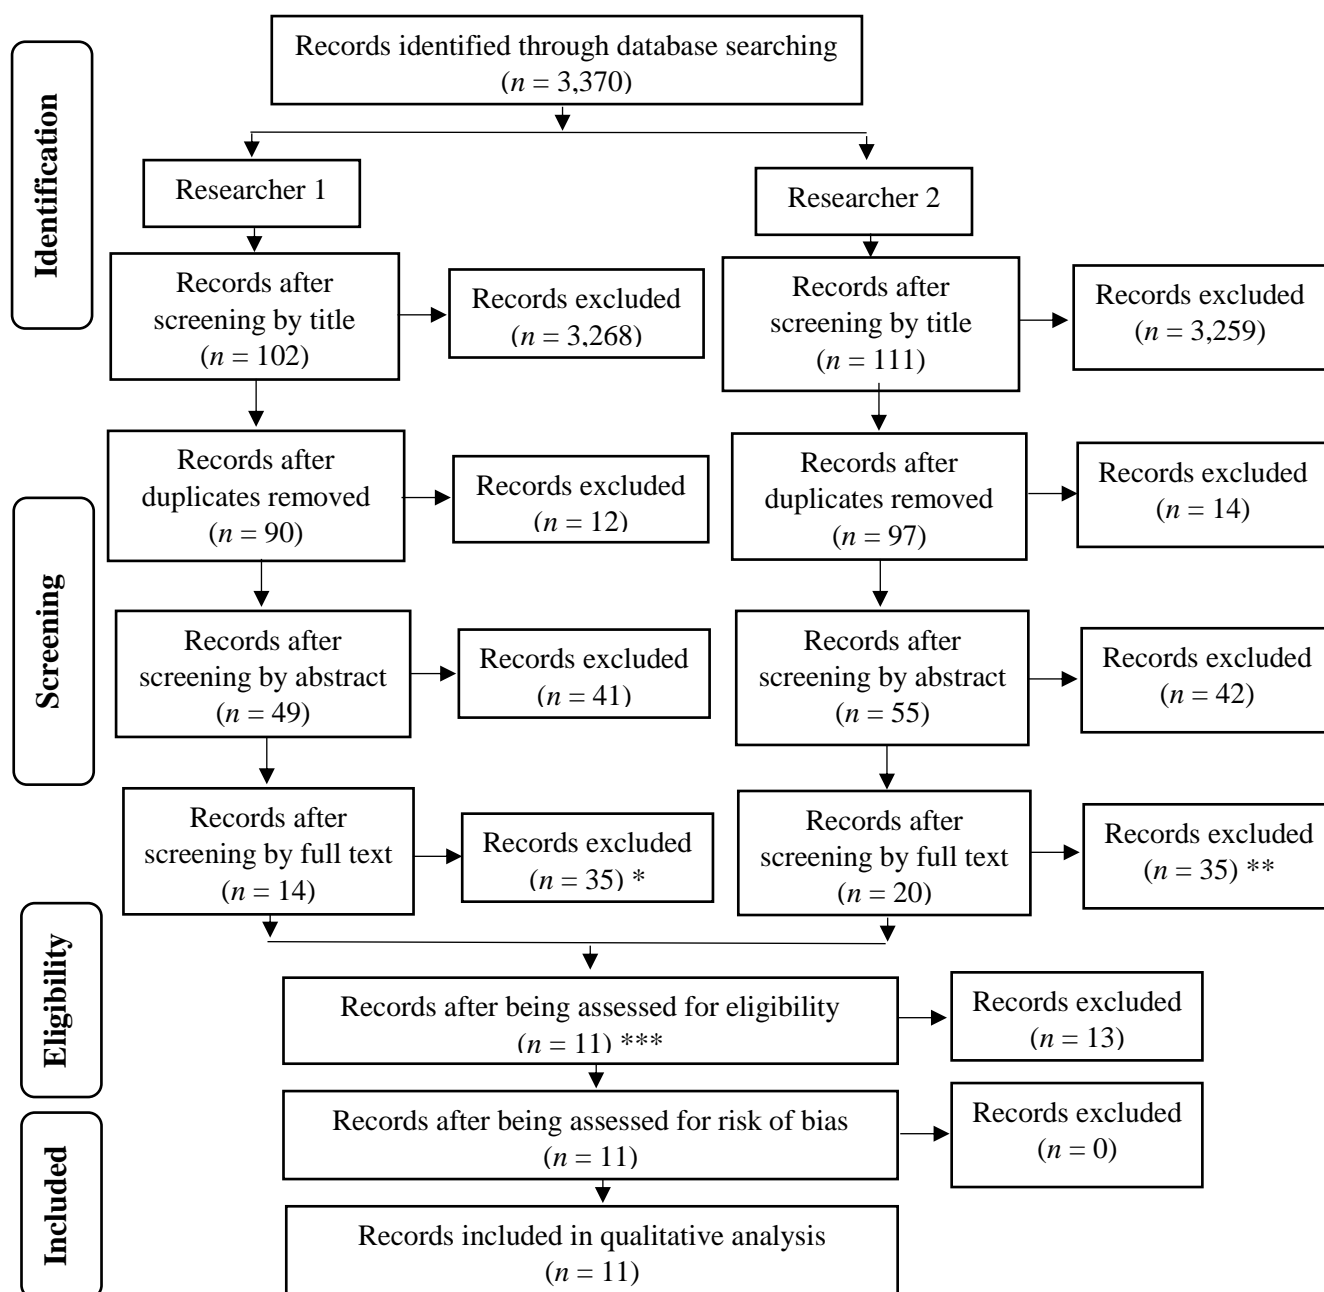 Identification
Records identified through database searching
(n = 3,370)
Researcher 1
Researcher 2
Records after
screening by title
(n = 102)
Records excluded
(n = 3,268)
Records after
screening by title
(n = 111)
Records excluded
(n = 3,259)
Screening
Records after
duplicates removed
(n = 90)
Records excluded
(n = 12)
Records after
duplicates removed
(n = 97)
Records excluded
(n = 14)
Records after
screening by abstract
(n = 49)
Records excluded
(n = 41)
Records after
screening by abstract
(n = 55)
Records excluded
(n = 42)
Records after
screening by full text
(n = 14)
Records excluded
(n = 35) *
Records after
screening by full text
(n = 20)
Records excluded
(n = 35) **
Eligibility
Records after being assessed for eligibility
(n = 11) ***
Records excluded
(n = 13)
Included
Records after being assessed for risk of bias
(n = 11)
Records excluded
(n = 0)
Records included in qualitative analysis
(n = 11)